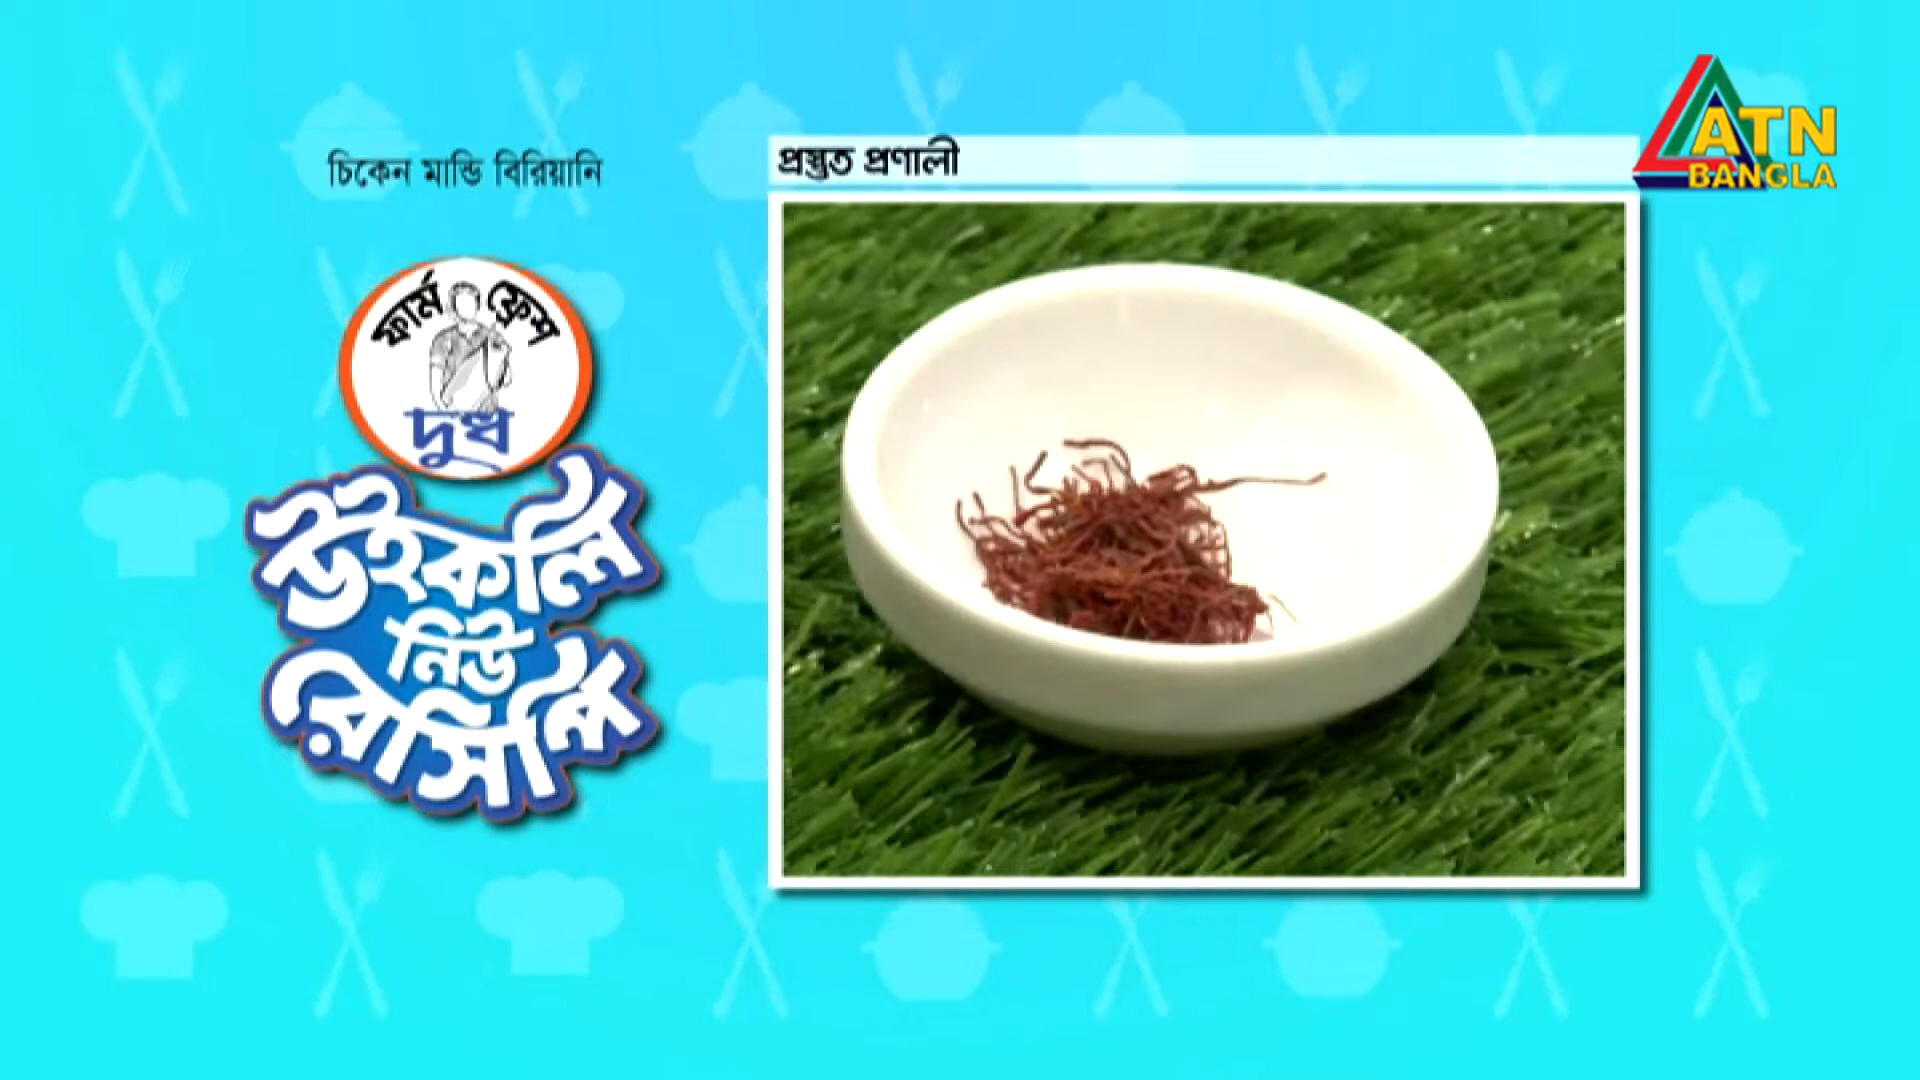 চিকেন মান্ডি বিরিয়ানি
প্রস্তুত প্রণালী
ATN
BANGLA
ফার্ম ফ্রেশ
দুধ
উইকলি
নিউ
রেসিপি